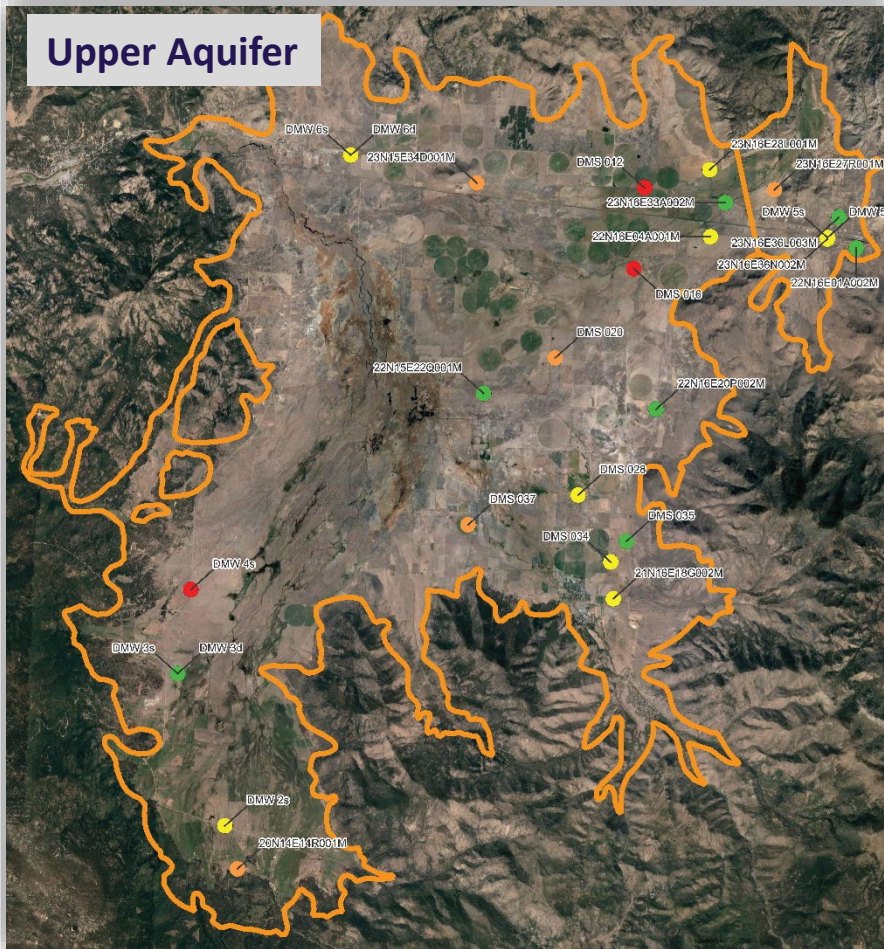 Upper Aquifer
DMW 6s
DMW 6d
23N15E34D001M
DMS 012
23N16E28L001M
23N16E27R001M
23N16E33A002M
DMW 5s
DMW 5
22N16E04A001M
23N16E36L003M
23N16E36N002M
22N16E01A002M
DMS 016
DMS 020
22N15E22Q001M
22N16E20P002M
DMS 028
DMS 037
DMS 035
DMS 034
21N16E18G002M
DMW 4s
DMW 3s
DMW 3d
DMW 2s
20N14E14R001M